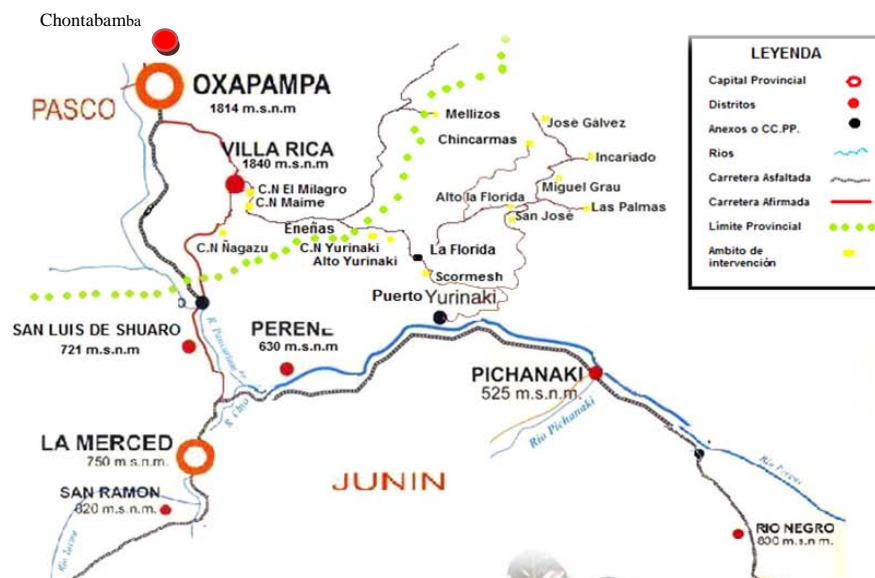 Chontabamba
OXAPAMPA
1814 m.s.n.m
PASCO
VILLA RICA
1840 m.s.n.m
C.N El Milagro
C.N Maime
Eneñas
C.N Ñagazu
C.N Yurinaki
Alto Yurinaki
Mellizos
Chincarmas
José Gálvez
Incariado
Miguel Grau
Alto la Florida
San José
Las Palmas
La Florida
Scormesh
Puerto Yurinaki
SAN LUIS DE SHUARO
721 m.s.n.m
PERENE
630 m.s.n.m
PICHANAKI
525 m.s.n.m.
Rio Pichanaki
LA MERCED
750 m.s.n.m.
SAN RAMON
820 m.s.n.m.
JUNIN
RIO NEGRO
800 m.s.n m.
LEYENDA
Capital Provincial
Distritos
Anexos o CC.PP.
Rios
Carretera Asfaltada
Carretera Afirmada
Límite Provincial
Ambito de
intervención